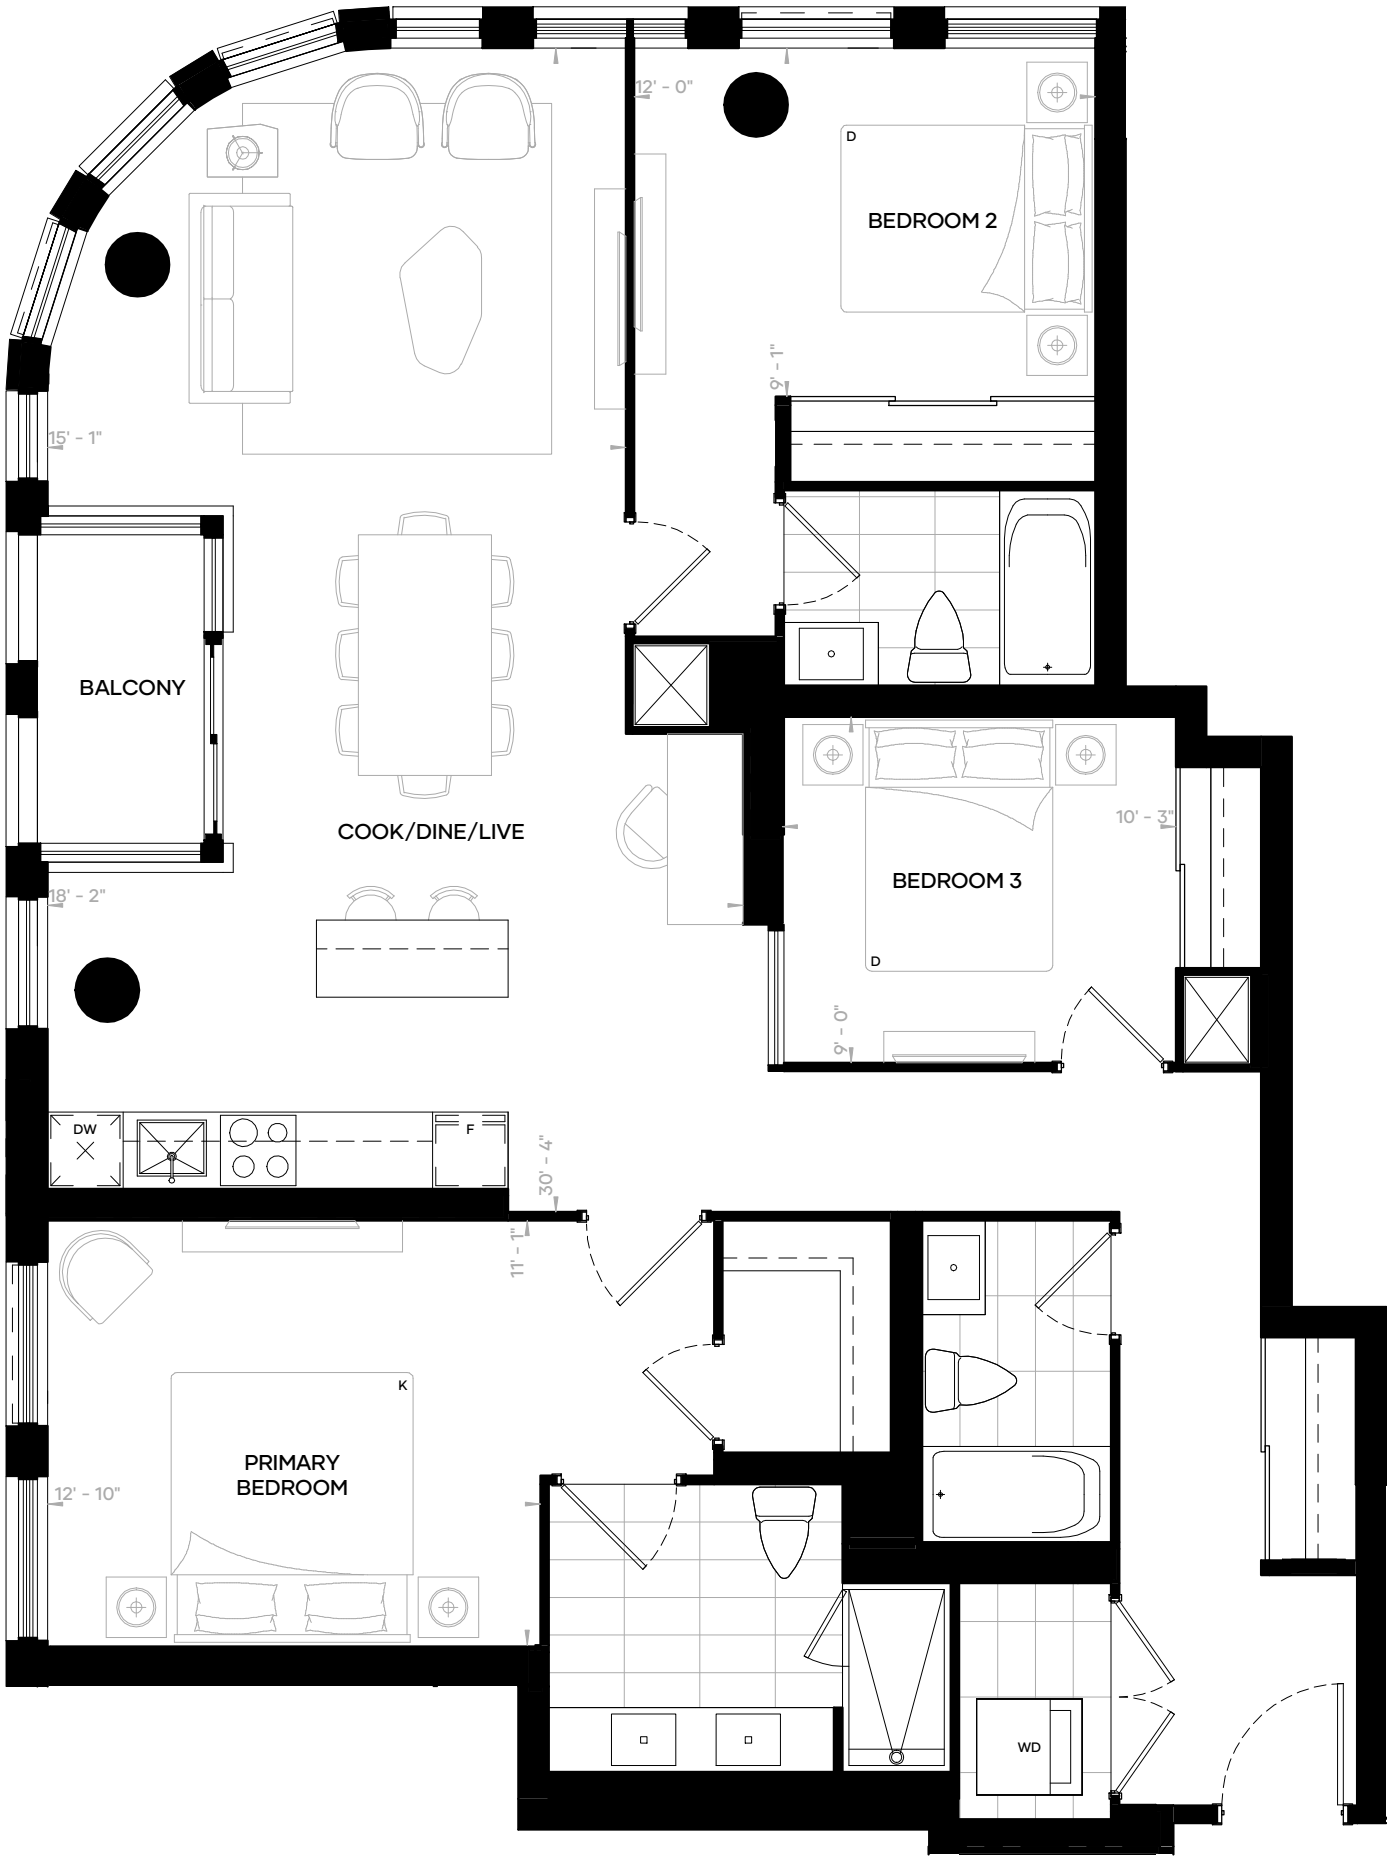 12' - 0"
D
BEDROOM 2
9' - 1"
15' - 1"
BALCONY
COOK/DINE/LIVE
10' - 3"
18' - 2"
BEDROOM 3
D
9' - 0"
DW
F
30' - 4"
11' - 1"
K
PRIMARY
BEDROOM
12' - 10"
WD